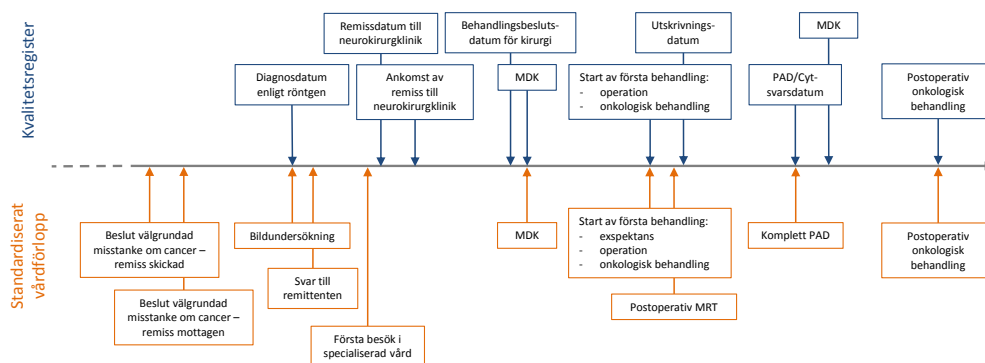 Kvalitetsregister
Remissdatum till
neurokirurgklinik
Behandlingsbesluts-
datum för kirurgi
Utskrivnings-
datum
MDK
Diagnosdatum
enligt röntgen
Ankomst av
remiss till
neurokirurgklinik
MDK
Start av första behandling:
- operation
- onkologisk behandling
PAD/Cyt-
svarsdatum
Postoperativ
onkologisk
behandling
Standardiserat
vårdförlopp
Beslut välgrundad
misstanke om cancer –
remiss skickad
Bildundersökning
MDK
Start av första behandling:
- exspektans
- operation
- onkologisk behandling
Komplett PAD
Postoperativ
onkologisk
behandling
Svar till
remittenten
Beslut välgrundad
misstanke om cancer –
remiss mottagen
Postoperativ MRT
Första besök i
specialiserad vård